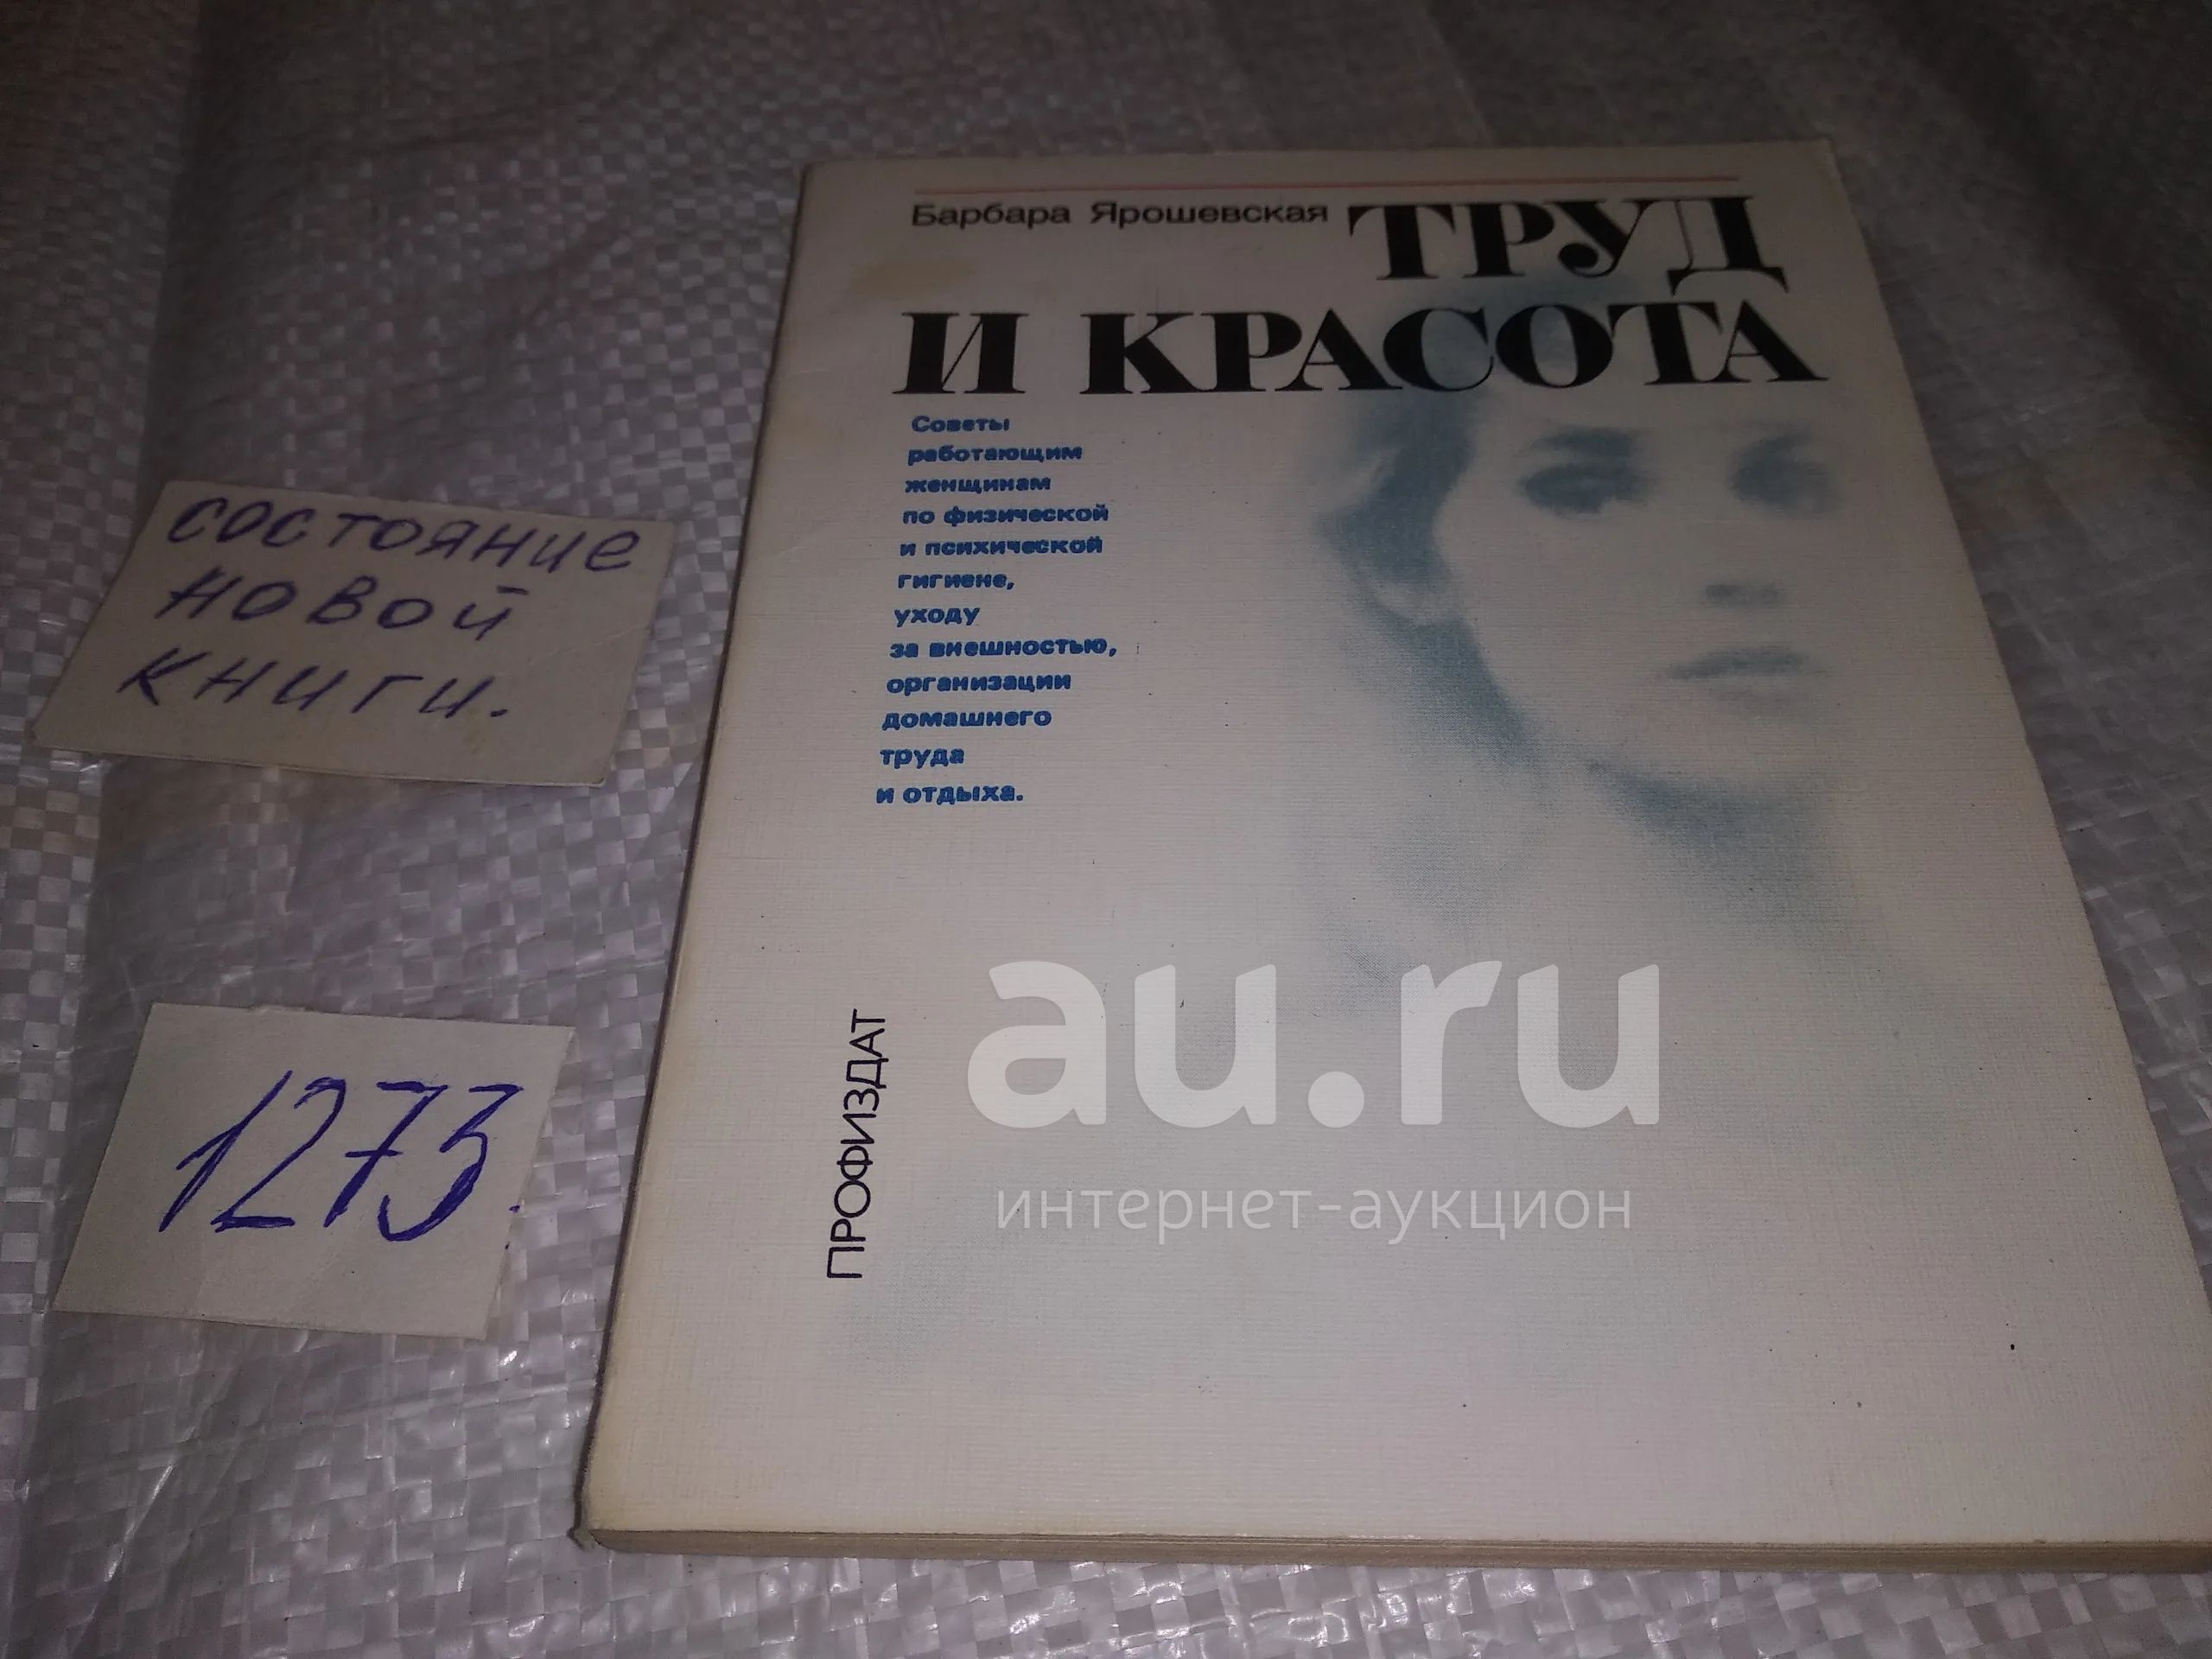 Барбара Ярошевская
ТРУД
И КРАСОТА
Советы
работающим
женщинам
по физической
и психической
гигиене,
уходу
за внешностью,
организации
домашнего
труда
и отдыха.
ПРОФИЗДАТ
состояние
новой
книги.
1273.
au.ru
интернет-аукцион